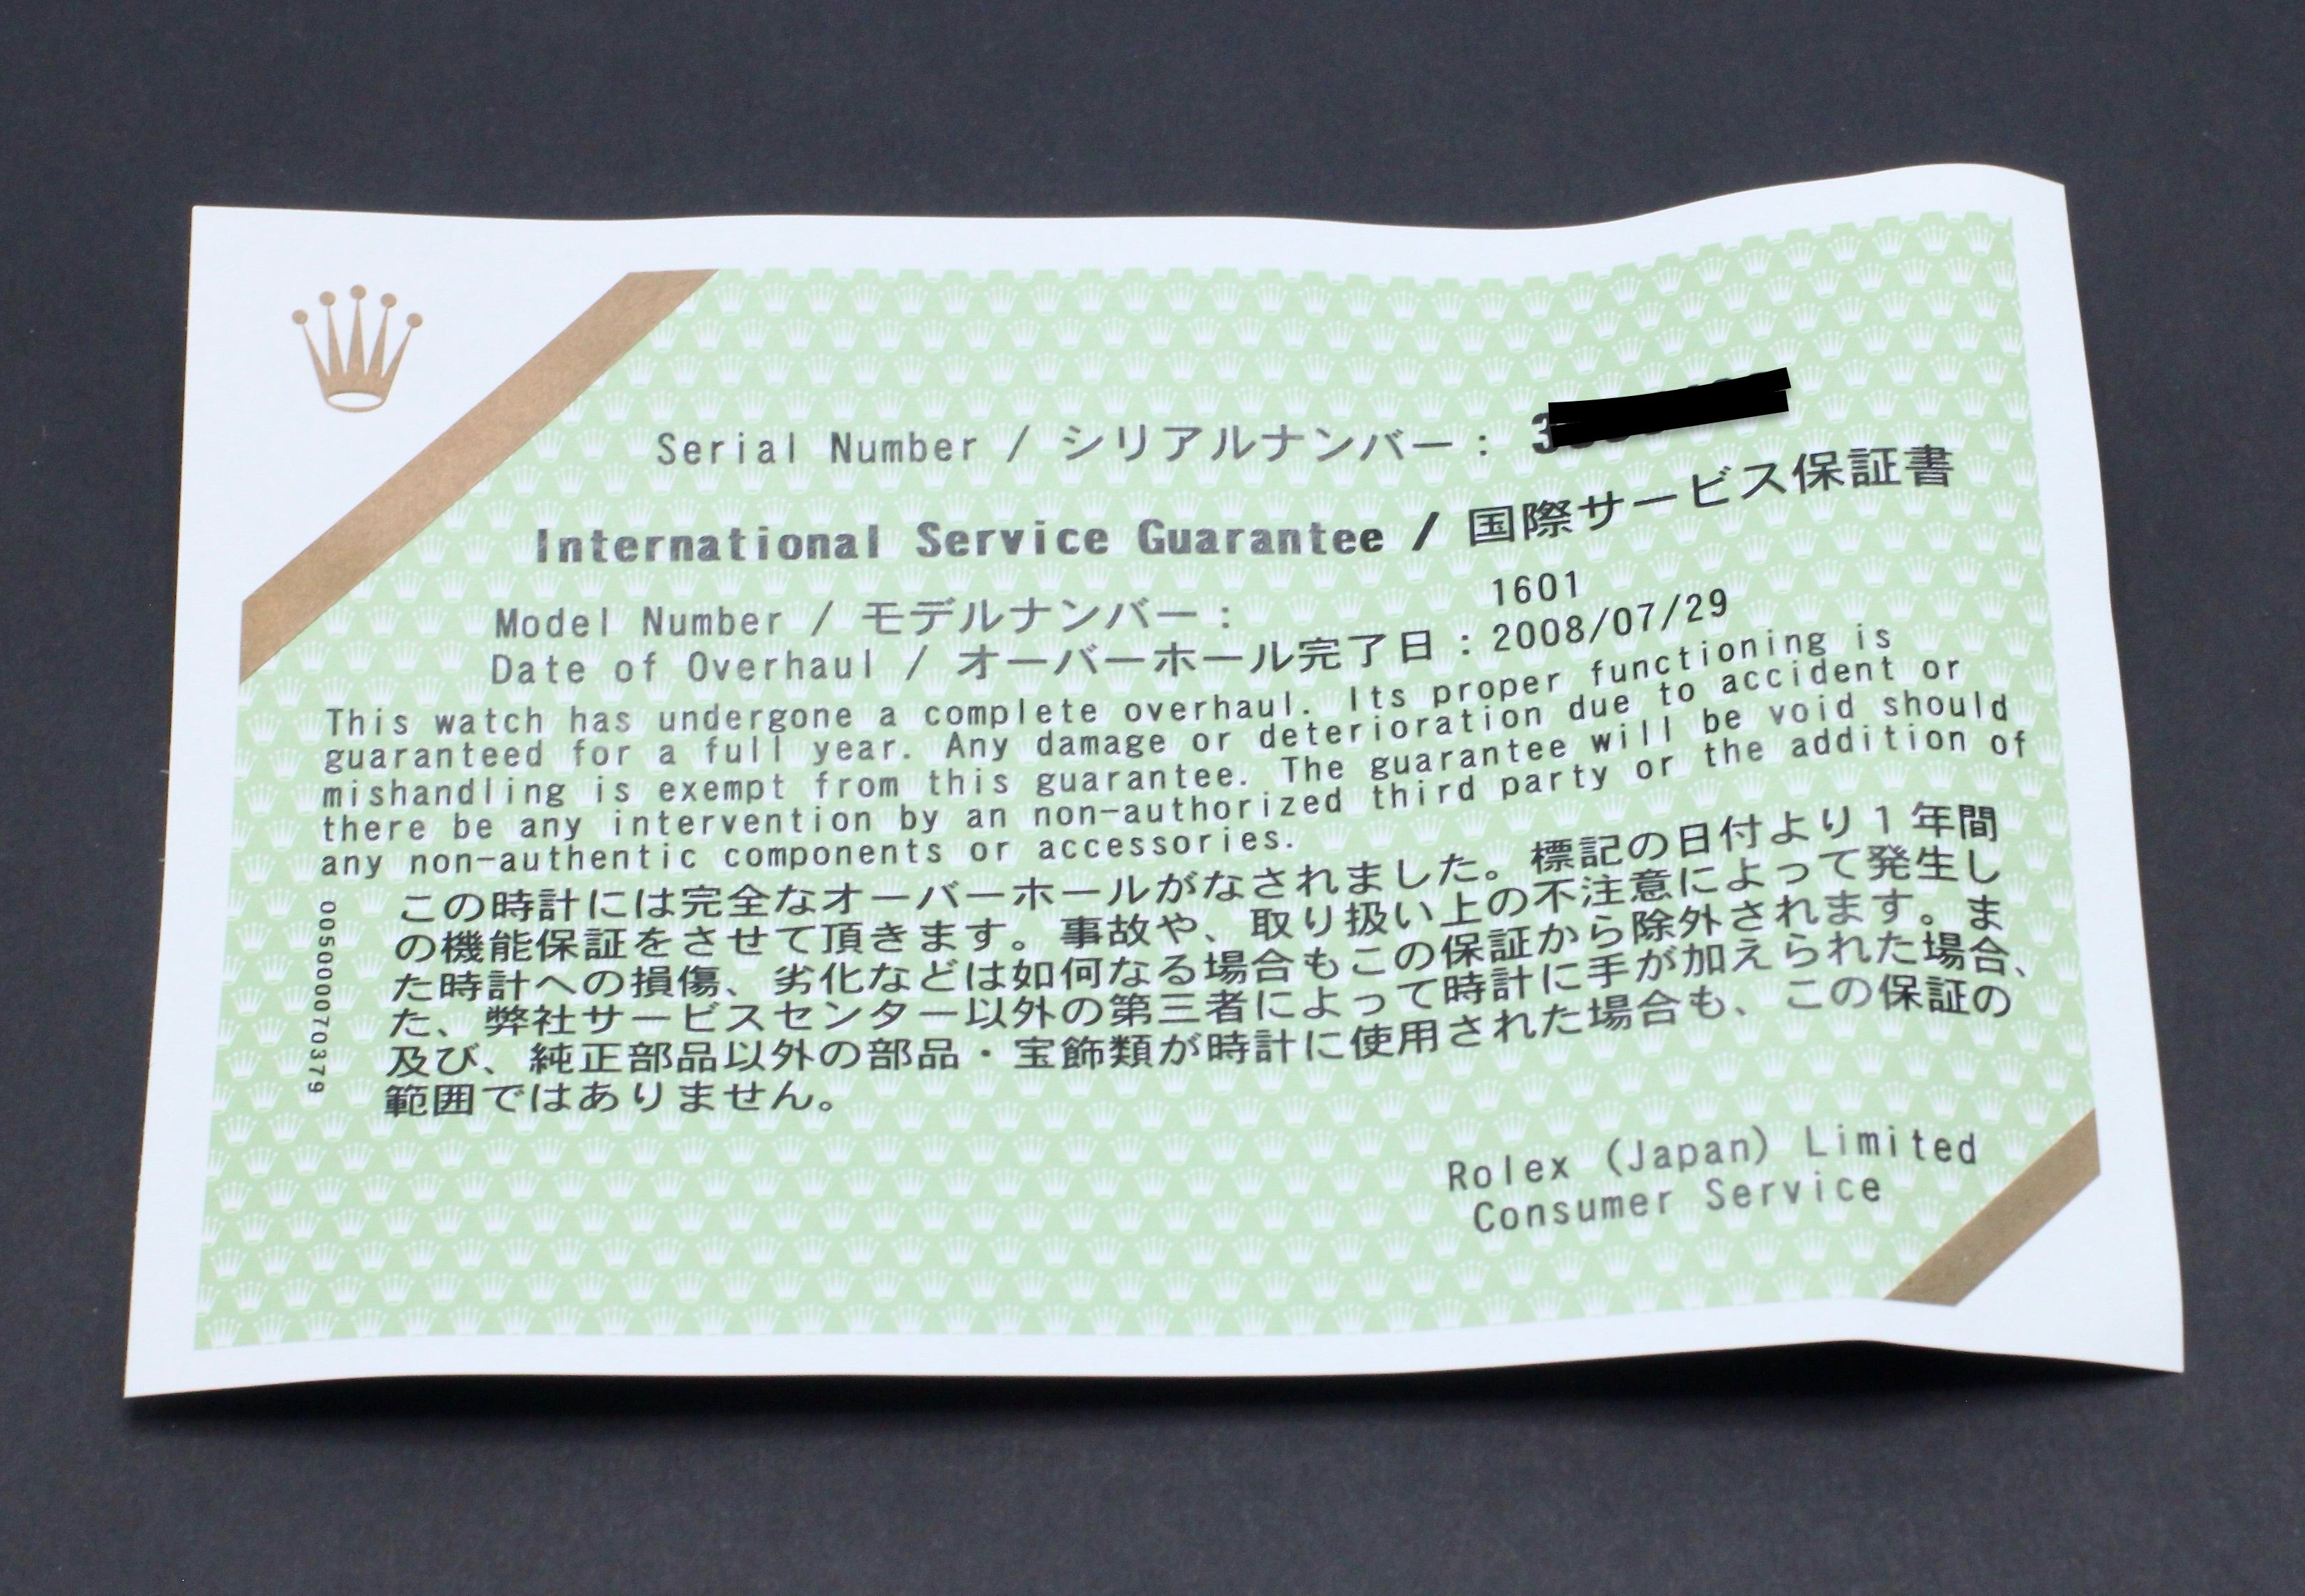 Serial Number / シリアルナンバー : 3
International Service Guarantee / 国際サービス保証書
Model Number / モデルナンバー : 1601
Date of Overhaul / オーバーホール完了日 : 2008/07/29
This watch has undergone a complete overhaul. Its proper functioning is
guaranteed for a full year. Any damage or deterioration due to accident or
mishandling is exempt from this guarantee. The guarantee will be void should
there be any intervention by an non-authorized third party or the addition of
any non-authentic components or accessories.
この時計には完全なオーバーホールがなされました。標記の日付より1年間
の機能保証をさせて頂きます。事故や、取り扱い上の不注意によって発生し
た時計への損傷、劣化などは如何なる場合もこの保証から除外されます。ま
た、弊社サービスセンター以外の第三者によって時計に手が加えられた場合、
及び、純正部品以外の部品・宝飾類が時計に使用された場合も、この保証の
範囲ではありません。
0050000070379
Rolex (Japan) Limited
Consumer Service